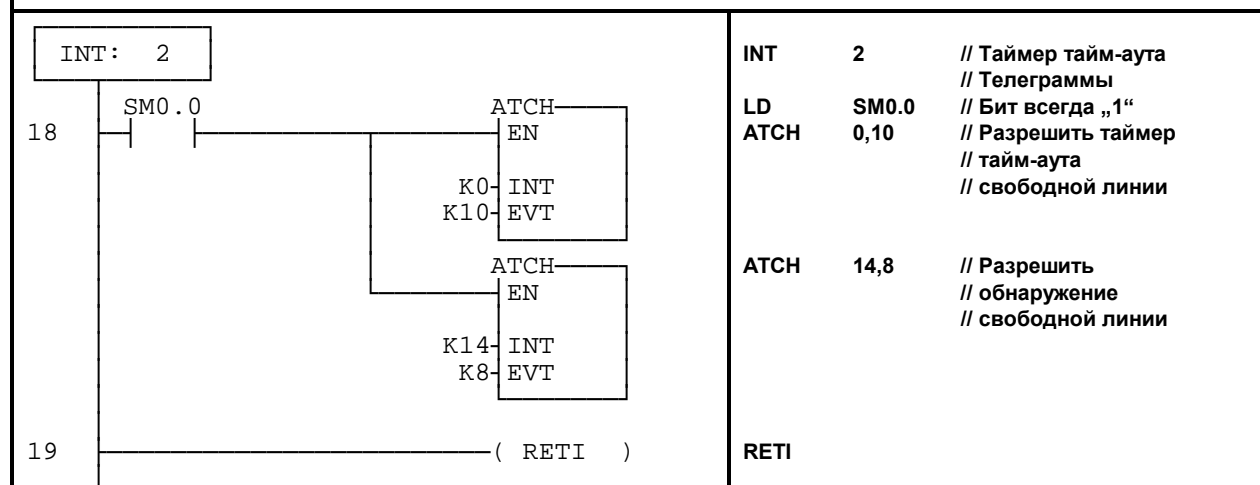 INT: 2
SM0.0
ATCH
18
EN
K0 INT
K10 EVT
ATCH
EN
K14 INT
K8 EVT
19
( RETI )
INT 2 // Таймер тайм-аута
// Телеграммы
LD SM0.0 // Бит всегда „1“
ATCH 0,10 // Разрешить таймер
// тайм-аута
// свободной линии
ATCH 14,8 // Разрешить
// обнаружение
// свободной линии
RETI